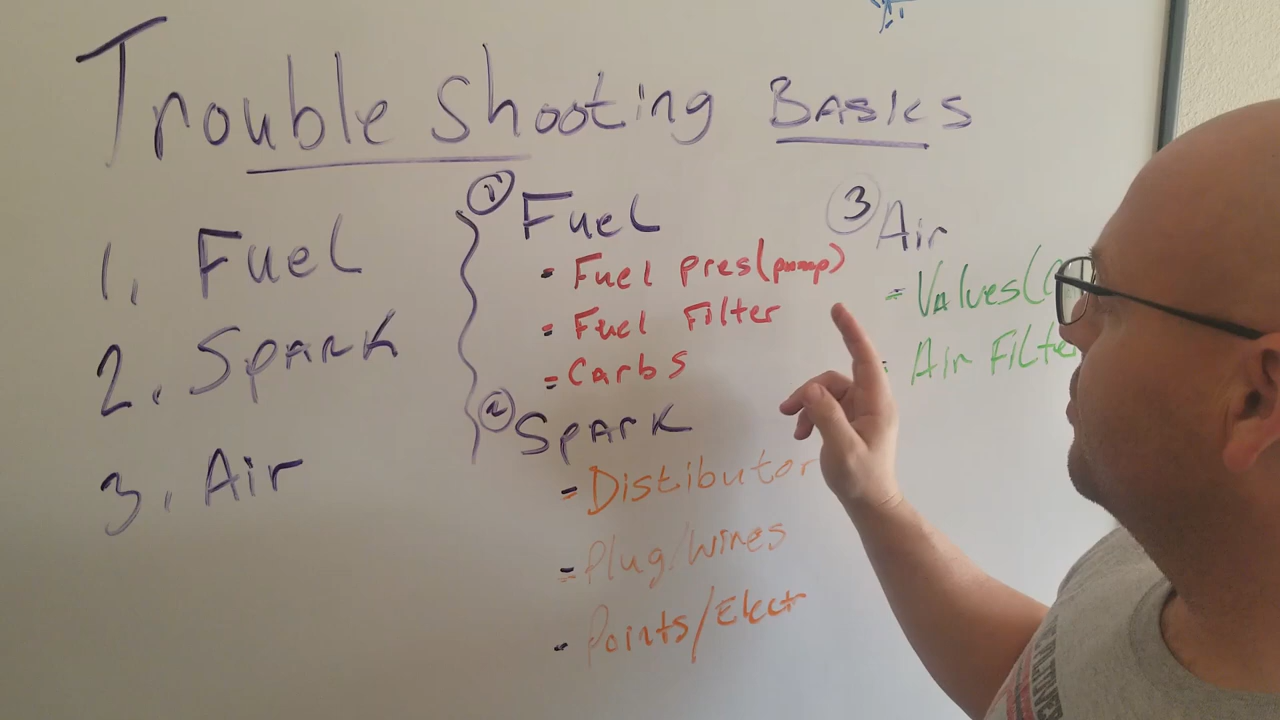 Trouble Shooting BASICS
1. Fuel
2. Spark
3. Air
① Fuel
= Fuel pres(pump)
= Fuel Filter
= Carbs
② Spark
= Distibutor
= Plug/Wires
- Points/Elect
③ Air
= Values(
= Air Filter